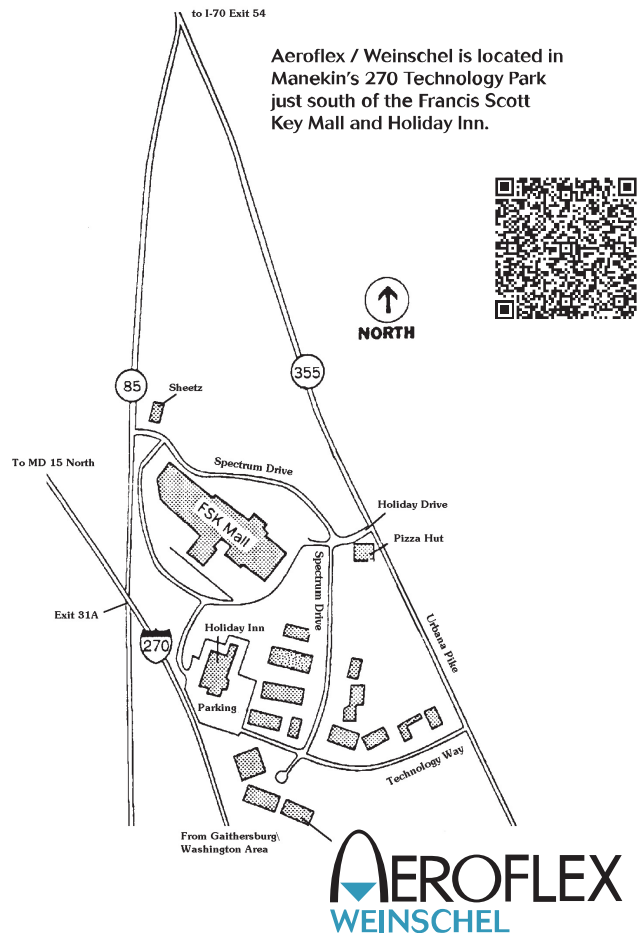 to I-70 Exit 54
Aeroflex / Weinschel is located in
Manekin's 270 Technology Park
just south of the Francis Scott
Key Mall and Holiday Inn.
NORTH
85
355
Sheetz
To MD 15 North
Spectrum Drive
FSK Mall
Holiday Drive
Pizza Hut
Spectrum Drive
Exit 31A
270
Holiday Inn
Urbana Pike
Parking
Technology Way
From Gaithersburg\
Washington Area
AEROFLEX
WEINSCHEL